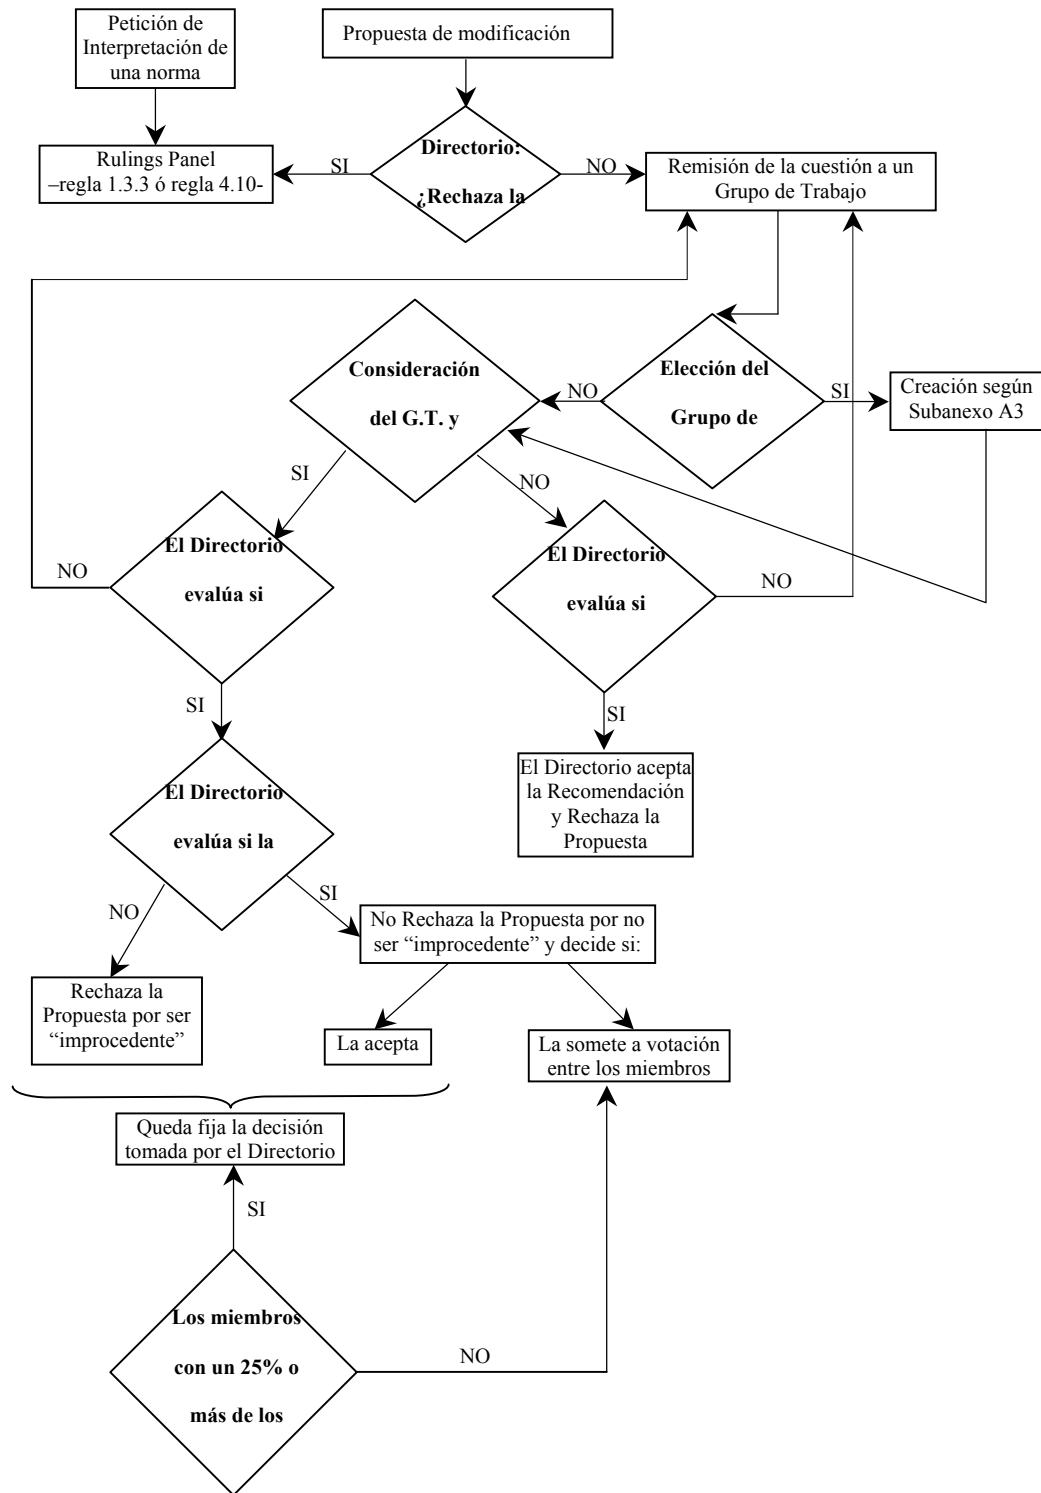 Petición de
Interpretación de
una norma
Propuesta de modificación
Directorio:
¿Rechaza la
SI
NO
Rulings Panel
–regla 1.3.3 ó regla 4.10-
Remisión de la cuestión a un
Grupo de Trabajo
Consideración
del G.T. y
NO
Elección del
Grupo de
SI
Creación según
Subanexo A3
SI
NO
El Directorio
evalúa si
NO
El Directorio
evalúa si
NO
SI
SI
El Directorio
evalúa si la
El Directorio acepta
la Recomendación
y Rechaza la
Propuesta
NO
SI
No Rechaza la Propuesta por no
ser “improcedente” y decide si:
Rechaza la
Propuesta por ser
“improcedente”
La acepta
La somete a votación
entre los miembros
Queda fija la decisión
tomada por el Directorio
SI
Los miembros
con un 25% o
más de los
NO